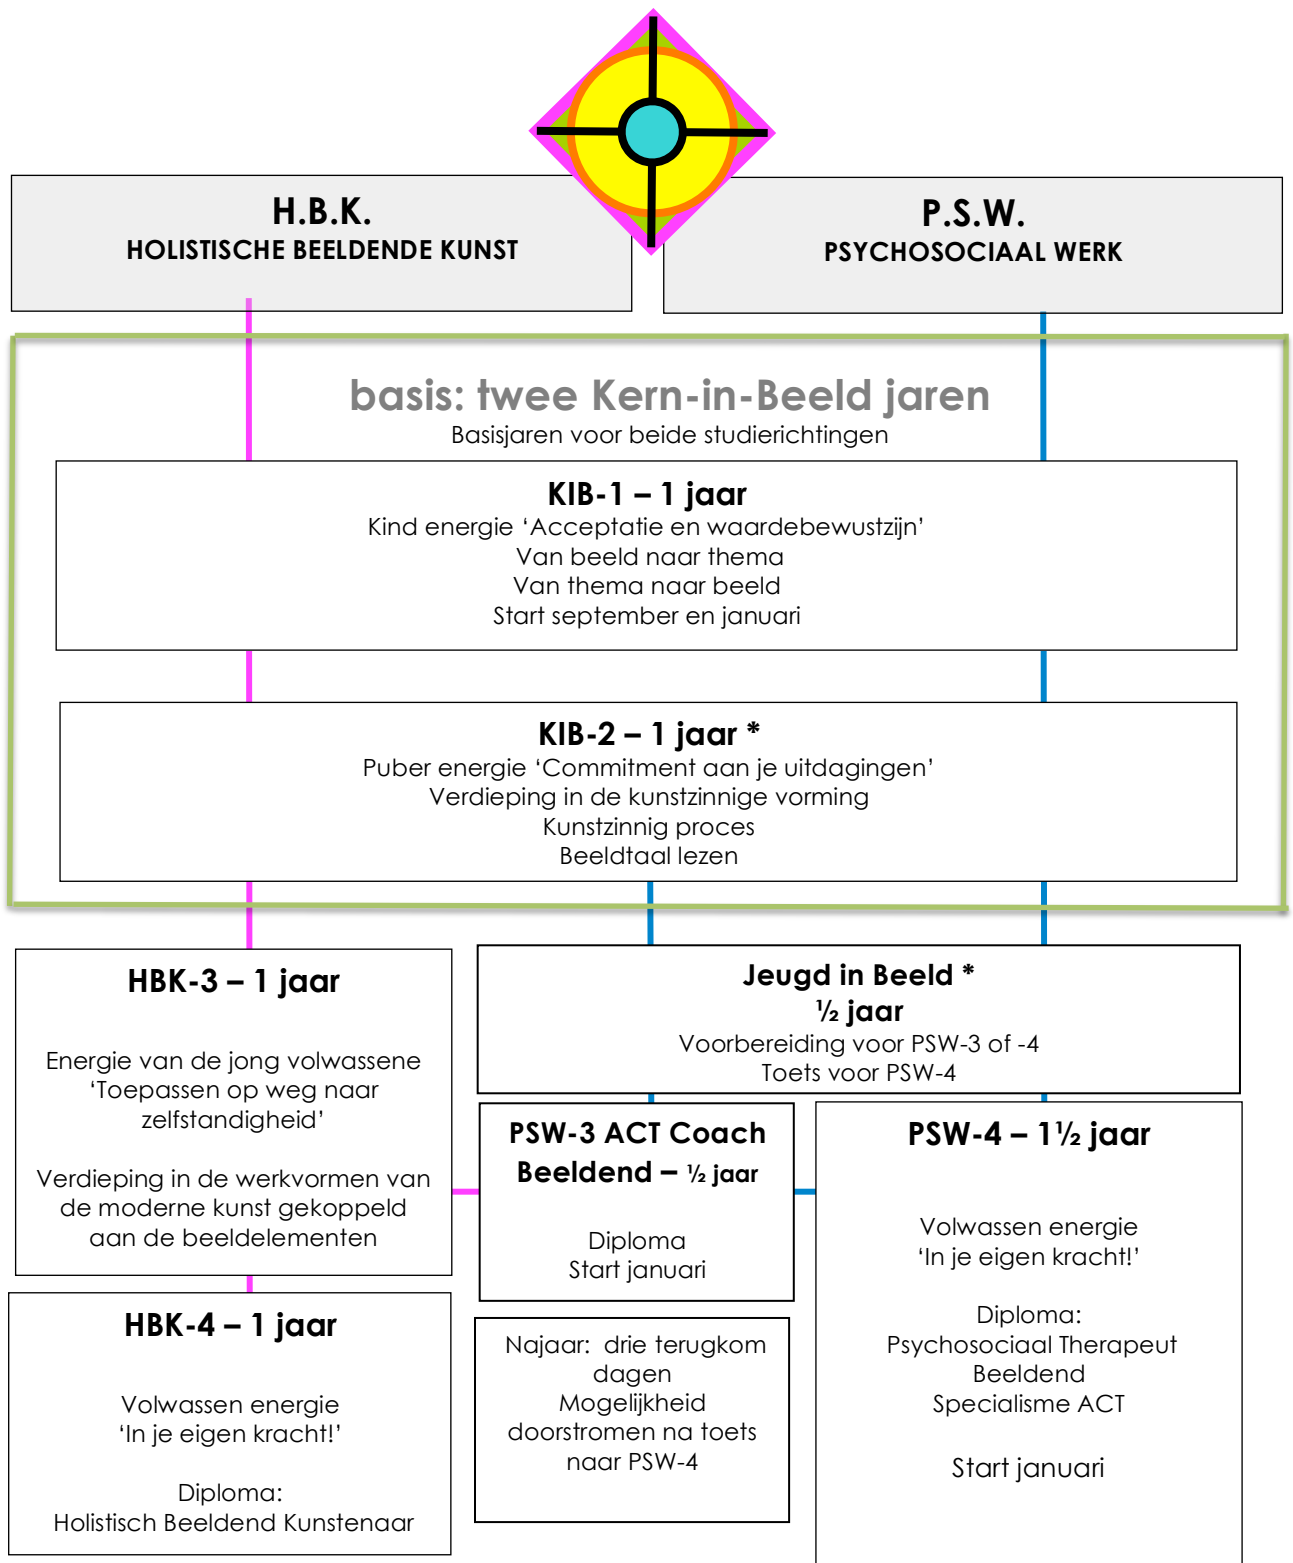 H.B.K.
HOLISTISCHE BEELDENDE KUNST
P.S.W.
PSYCHOSOCIAAL WERK
basis: twee Kern-in-Beeld jaren
Basisjaren voor beide studierichtingen
KIB-1 – 1 jaar
Kind energie ‘Acceptatie en waardebewustzijn’
Van beeld naar thema
Van thema naar beeld
Start september en januari
KIB-2 – 1 jaar *
Puber energie ‘Commitment aan je uitdagingen’
Verdieping in de kunstzinnige vorming
Kunstzinnig proces
Beeldtaal lezen
HBK-3 – 1 jaar
Energie van de jong volwassene
‘Toepassen op weg naar
zelfstandigheid’
Verdieping in de werkvormen van
de moderne kunst gekoppeld
aan de beeldelementen
Jeugd in Beeld *
½ jaar
Voorbereiding voor PSW-3 of -4
Toets voor PSW-4
PSW-3 ACT Coach
Beeldend – ½ jaar
Diploma
Start januari
PSW-4 – 1½ jaar
Volwassen energie
‘In je eigen kracht!’
Diploma:
Psychosociaal Therapeut
Beeldend
Specialisme ACT
Start januari
HBK-4 – 1 jaar
Volwassen energie
‘In je eigen kracht!’
Diploma:
Holistisch Beeldend Kunstenaar
Najaar: drie terugkom
dagen
Mogelijkheid
doorstromen na toets
naar PSW-4